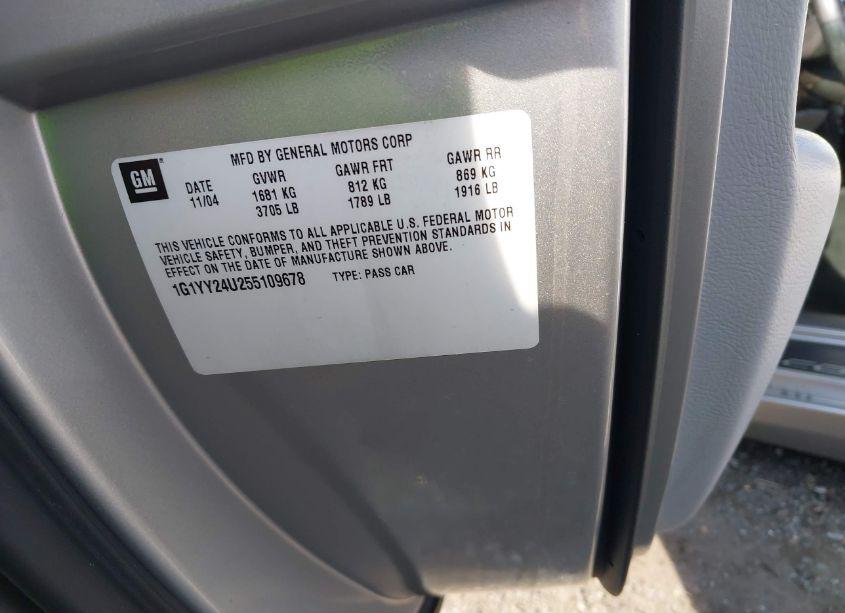 GM
MFD BY GENERAL MOTORS CORP
DATE GVWR GAWR FRT GAWR RR
11/04 1681 KG 812 KG 869 KG
3705 LB 1789 LB 1916 LB
THIS VEHICLE CONFORMS TO ALL APPLICABLE U.S. FEDERAL MOTOR
VEHICLE SAFETY, BUMPER, AND THEFT PREVENTION STANDARDS IN
EFFECT ON THE DATE OF MANUFACTURE SHOWN ABOVE.
1G1YY24U255109678 TYPE: PASS CAR